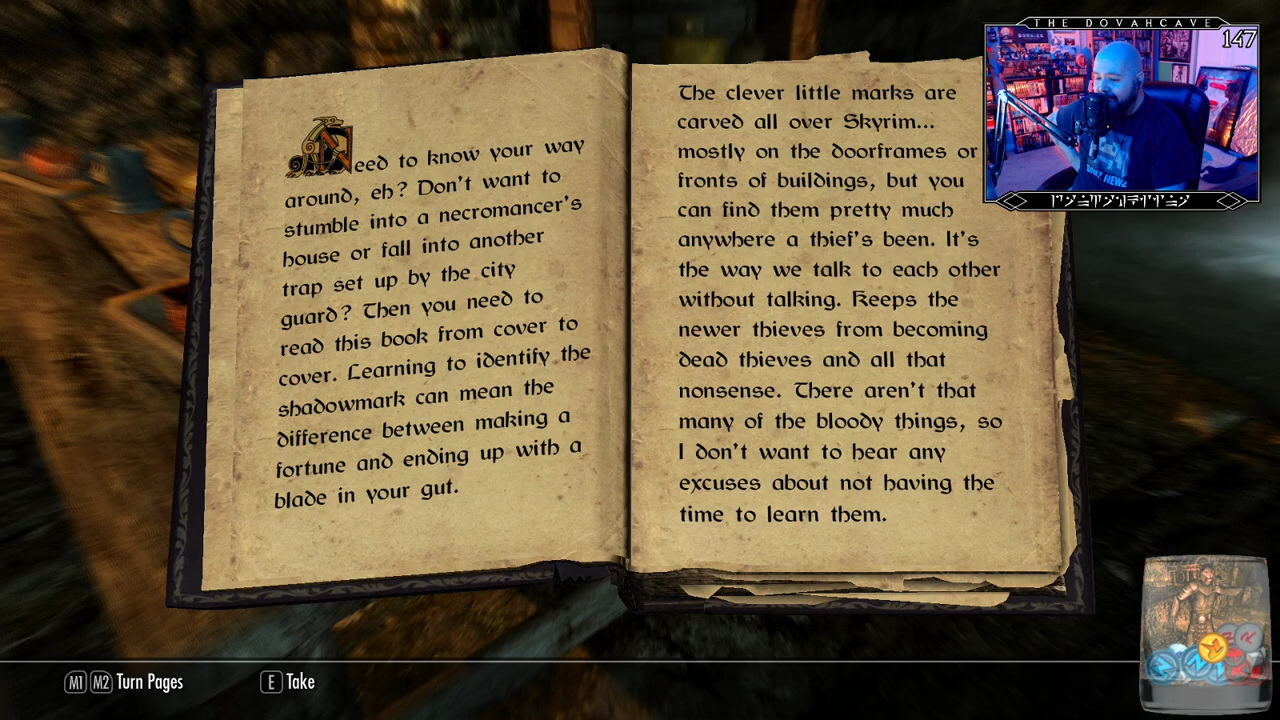 THE DOVAHCAVE
147
Need to know your way
around, eh? Don't want to
stumble into a necromancer's
house or fall into another
trap set up by the city
guard? Then you need to
read this book from cover to
cover. Learning to identify the
shadowmark can mean the
difference between making a
fortune and ending up with a
blade in your gut.
The clever little marks are
carved all over Skyrim...
mostly on the doorframes or
fronts of buildings, but you
can find them pretty much
anywhere a thief's been. It's
the way we talk to each other
without talking. Keeps the
newer thieves from becoming
dead thieves and all that
nonsense. There aren't that
many of the bloody things, so
I don't want to hear any
excuses about not having the
time to learn them.
M1 M2 Turn Pages
E Take